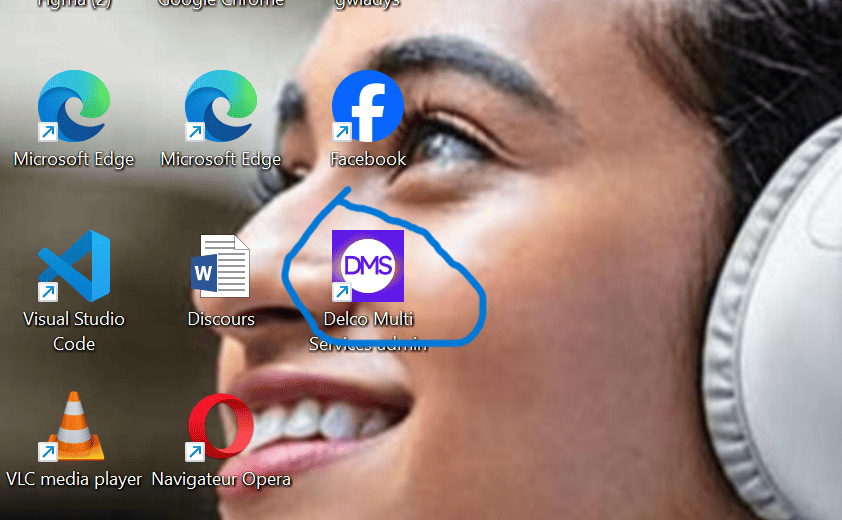 Figma (2)
Google Chrome
gwladys
Microsoft Edge
Microsoft Edge
Facebook
Visual Studio
Code
W
Discours
DMS
Delco Multi
Services admin
VLC media player
Navigateur Opera